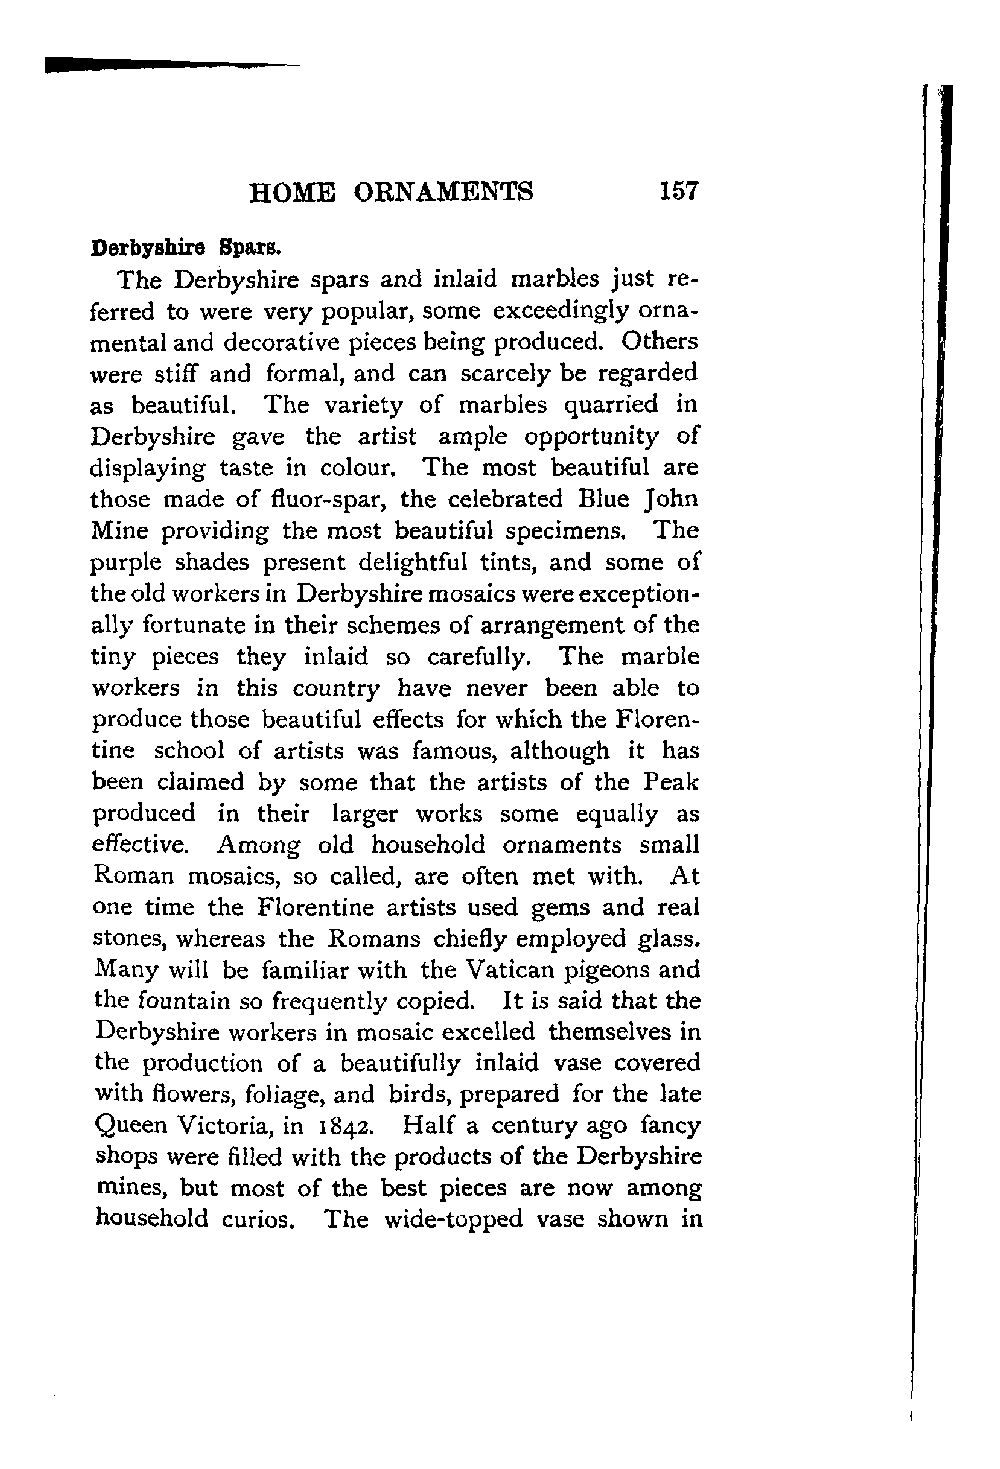 HOME ORNAMENTS 157
Derbyshire Spars.
The Derbyshire spars and inlaid marbles just re-
ferred to were very popular, some exceedingly orna-
mental and decorative pieces being produced. Others
were stiff and formal, and can scarcely be regarded
as beautiful. The variety of marbles quarried in
Derbyshire gave the artist ample opportunity of
displaying taste in colour. The most beautiful are
those made of fluor-spar, the celebrated Blue John
Mine providing the most beautiful specimens. The
purple shades present delightful tints, and some of
the old workers in Derbyshire mosaics were exception-
ally fortunate in their schemes of arrangement of the
tiny pieces they inlaid so carefully. The marble
workers in this country have never been able to
produce those beautiful effects for which the Floren-
tine school of artists was famous, although it has
been claimed by some that the artists of the Peak
produced in their larger works some equally as
effective. Among old household ornaments small
Roman mosaics, so called, are often met with. At
one time the Florentine artists used gems and real
stones, whereas the Romans chiefly employed glass.
Many will be familiar with the Vatican pigeons and
the fountain so frequently copied. It is said that the
Derbyshire workers in mosaic excelled themselves in
the production of a beautifully inlaid vase covered
with flowers, foliage, and birds, prepared for the late
Queen Victoria, in 1842. Half a century ago fancy
shops were filled with the products of the Derbyshire
mines, but most of the best pieces are now among
household curios. The wide-topped vase shown in